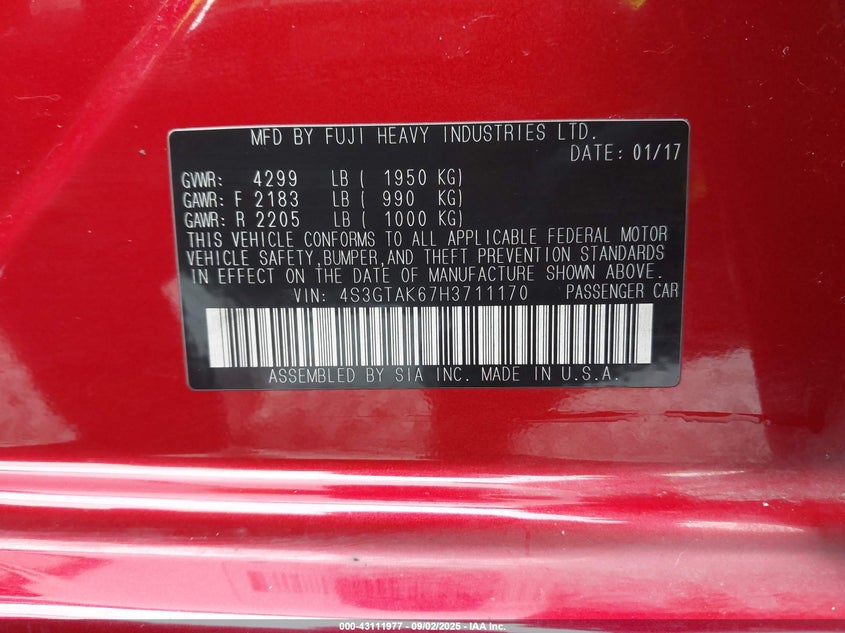 MFD BY FUJI HEAVY INDUSTRIES LTD.
DATE: 01/17
GVWR: 4299 LB ( 1950 KG)
GAWR: F 2183 LB ( 990 KG)
GAWR: R 2205 LB ( 1000 KG)
THIS VEHICLE CONFORMS TO ALL APPLICABLE FEDERAL MOTOR
VEHICLE SAFETY, BUMPER, AND THEFT PREVENTION STANDARDS
IN EFFECT ON THE DATE OF MANUFACTURE SHOWN ABOVE.
VIN: 4S3GTAK67H3711170 PASSENGER CAR
ASSEMBLED BY SIA INC. MADE IN U.S.A.
000-43111977 - 09/02/2025 - IAA Inc.